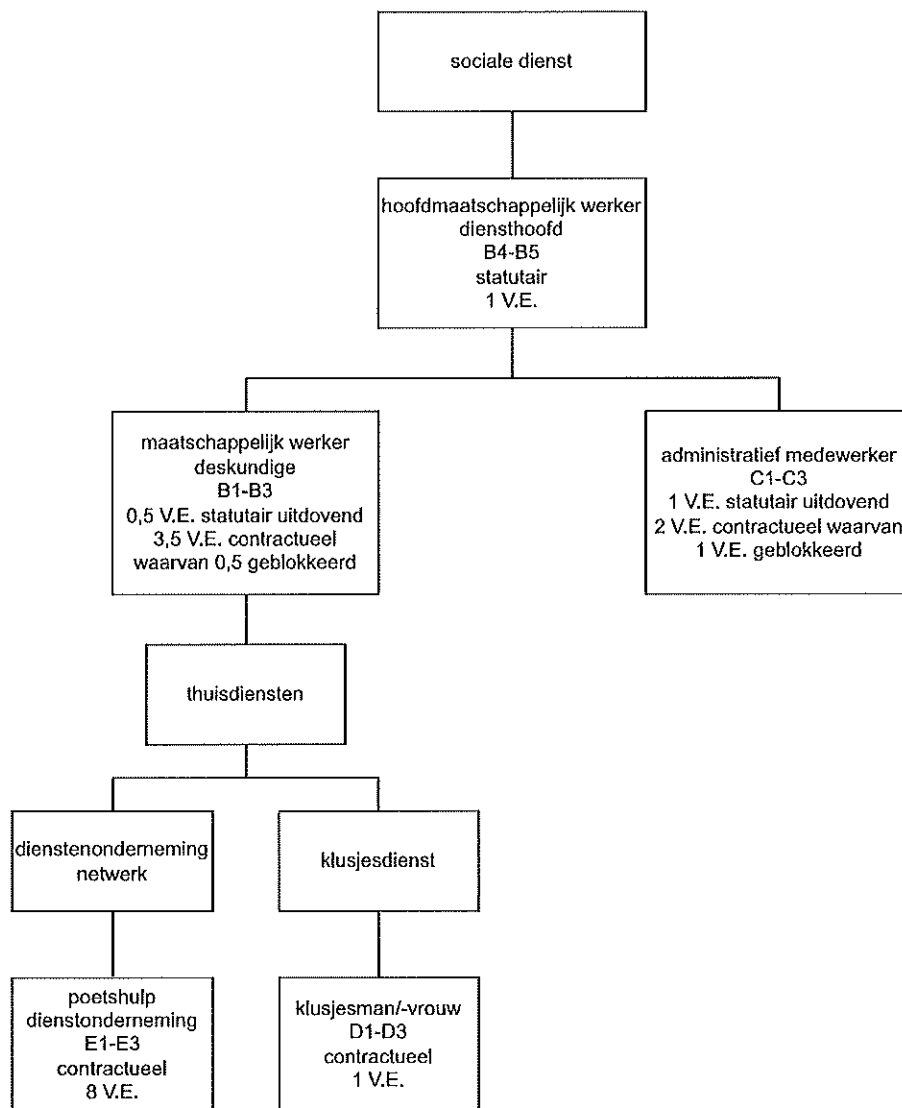 sociale dienst
hoofdmaatschappelijk werker
diensthoofd
B4-B5
statutair
1 V.E.
maatschappelijk werker
deskundige
B1-B3
0,5 V.E. statutair uitdovend
3,5 V.E. contractueel
waarvan 0,5 geblokkeerd
administratief medewerker
C1-C3
1 V.E. statutair uitdovend
2 V.E. contractueel waarvan
1 V.E. geblokkeerd
thuisdiensten
dienstenonderneming
netwerk
klusjesdienst
poetshulp
dienstonderneming
E1-E3
contractueel
8 V.E.
klusjesman/-vrouw
D1-D3
contractueel
1 V.E.